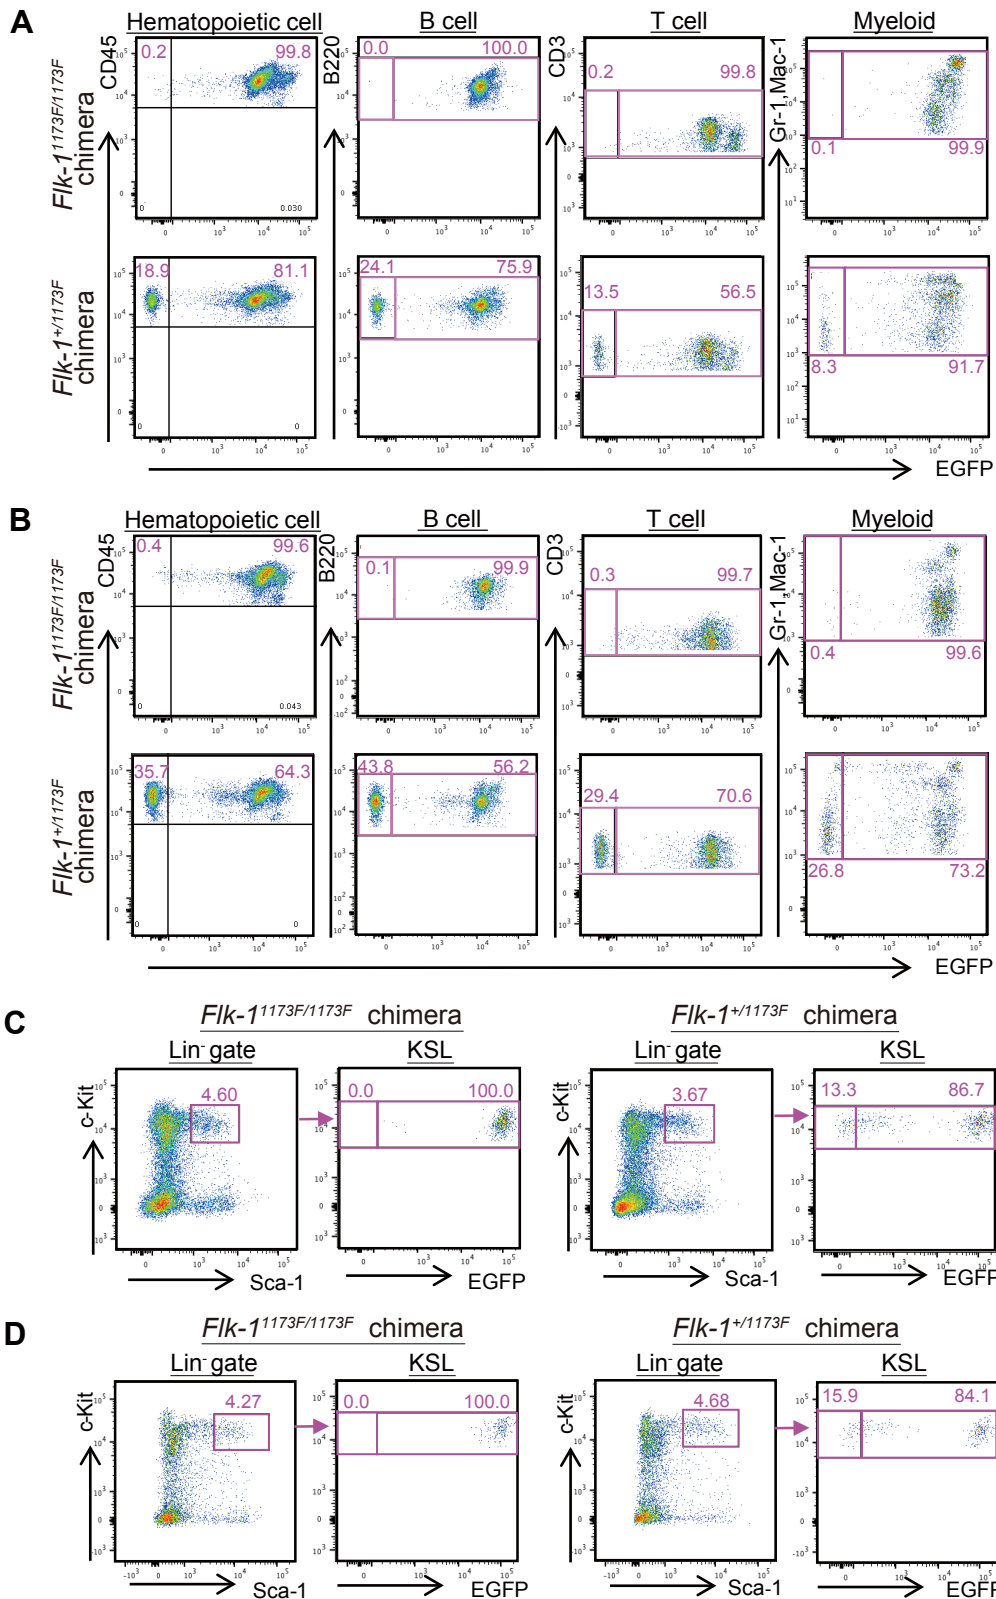 A
Hematopoietic cell
B cell
T cell
Myeloid
Flk-1 1173F/1173F chimera
CD45
0.2 99.8
0 0.030
B220
0.0 100.0
CD3
0.2 99.8
Gr-1,Mac-1
0.1 99.9
Flk-1 +/1173F chimera
18.9 81.1
0 0
24.1 75.9
13.5 56.5
8.3 91.7
EGFP
B
Hematopoietic cell
B cell
T cell
Myeloid
Flk-1 1173F/1173F chimera
CD45
0.4 99.6
0 0.043
B220
0.1 99.9
CD3
0.3 99.7
Gr-1,Mac-1
0.4 99.6
Flk-1 +/1173F chimera
35.7 64.3
0 0
43.8 56.2
29.4 70.6
26.8 73.2
EGFP
C
Flk-1 1173F/1173F chimera
Flk-1 +/1173F chimera
Lin- gate
KSL
Lin- gate
KSL
c-Kit
4.60
0.0 100.0
c-Kit
3.67
13.3 86.7
Sca-1
EGFP
Sca-1
EGFP
D
Flk-1 1173F/1173F chimera
Flk-1 +/1173F chimera
Lin- gate
KSL
Lin- gate
KSL
c-Kit
4.27
0.0 100.0
c-Kit
4.68
15.9 84.1
Sca-1
EGFP
Sca-1
EGFP